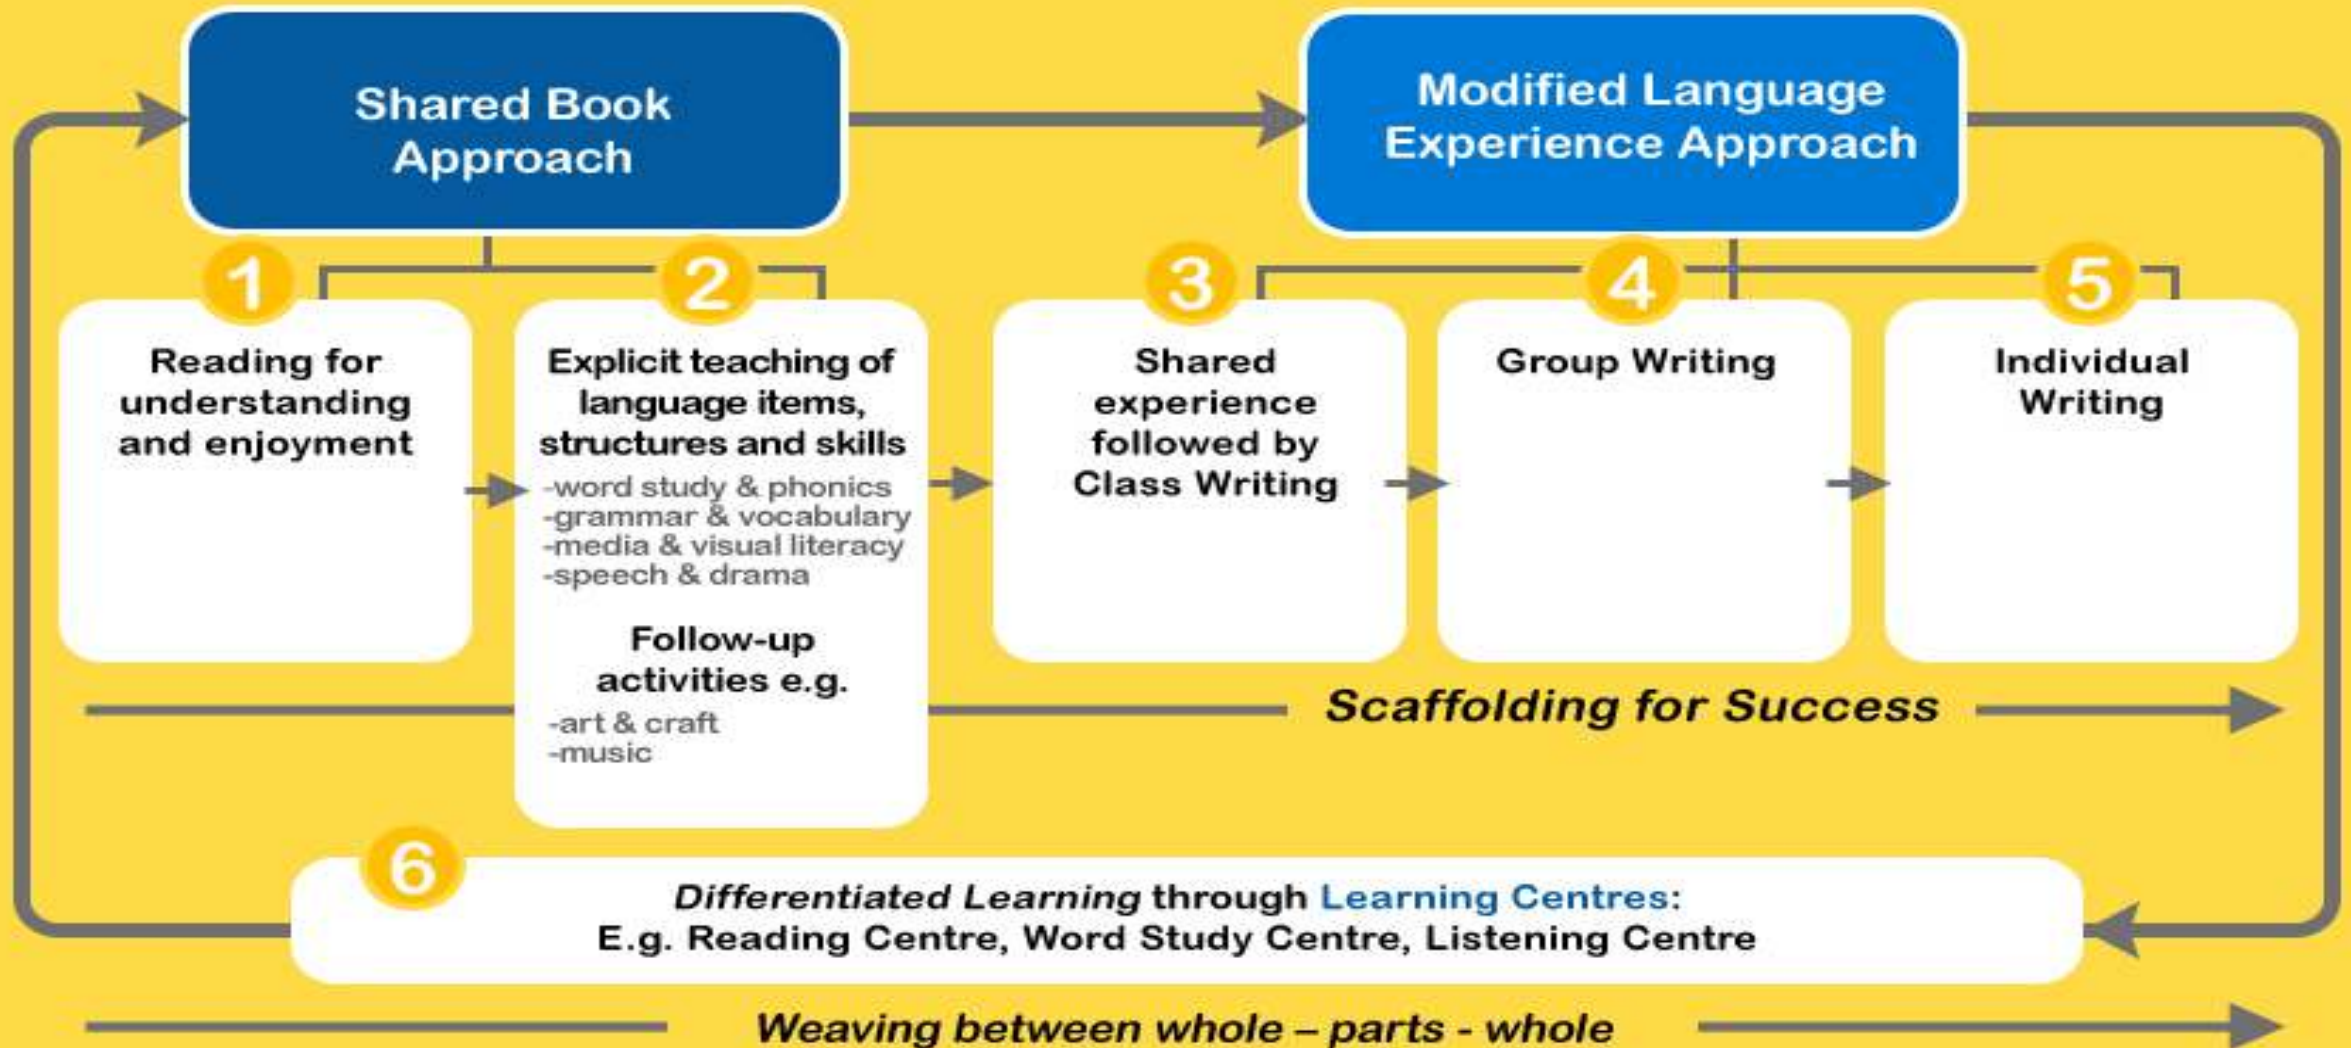 Shared Book
Approach
Modified Language
Experience Approach
1
Reading for
understanding
and enjoyment
2
Explicit teaching of
language items,
structures and skills
-word study & phonics
-grammar & vocabulary
-media & visual literacy
-speech & drama
Follow-up
activities e.g.
-art & craft
-music
3
Shared
experience
followed by
Class Writing
4
Group Writing
5
Individual
Writing
Scaffolding for Success
6
Differentiated Learning through Learning Centres:
E.g. Reading Centre, Word Study Centre, Listening Centre
Weaving between whole – parts - whole